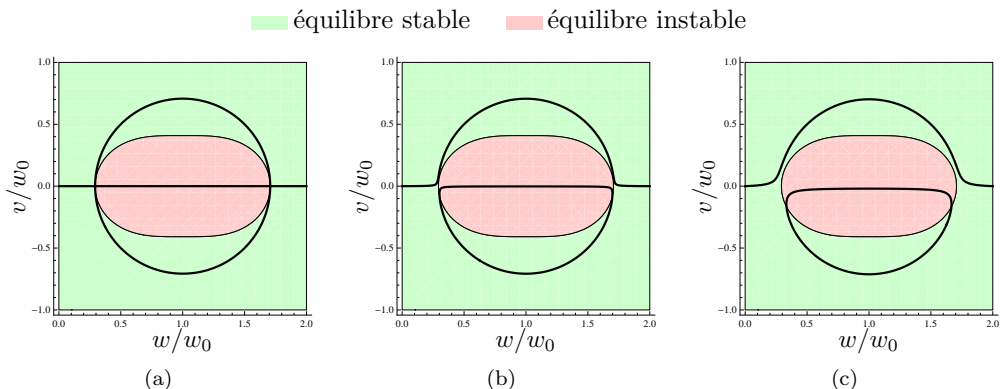 équilibre stable équilibre instable
1.0 1.0 1.0
0.5 0.5 0.5
v/w₀ 0.0 v/w₀ 0.0 v/w₀ 0.0
-0.5 -0.5 -0.5
-1.0 -1.0 -1.0
0.0 0.5 1.0 1.5 2.0 0.0 0.5 1.0 1.5 2.0 0.0 0.5 1.0 1.5 2.0
w/w₀ w/w₀ w/w₀
(a) (b) (c)